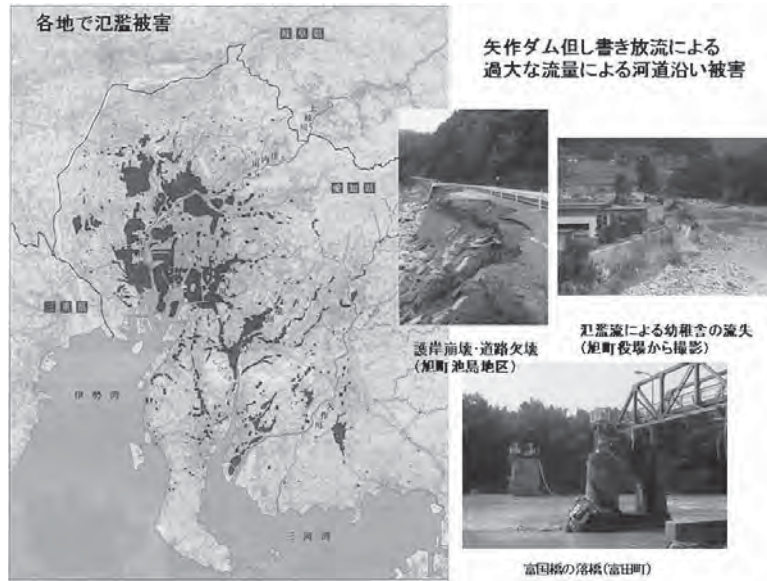 各地で氾濫被害
岐阜県
愛知県
三重県
伊勢湾
三河湾
矢作ダム但し書き放流による
過大な流量による河道沿い被害
護岸崩壊・道路欠壊
(旭町池島地区)
氾濫流による幼稚舎の流失
(旭町役場から撮影)
富国橋の落橋(富田町)